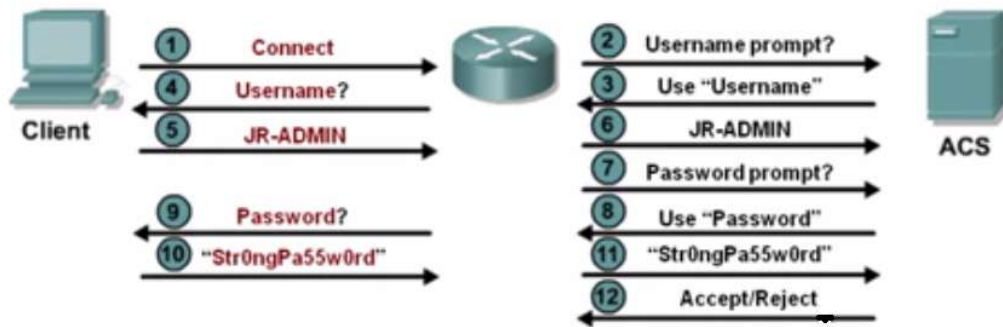 1 Connect
2 Username prompt?
3 Use “Username”
4 Username?
5 JR-ADMIN
6 JR-ADMIN
7 Password prompt?
8 Use “Password”
9 Password?
10 “Str0ngPa55w0rd”
11 “Str0ngPa55w0rd”
12 Accept/Reject
Client
ACS